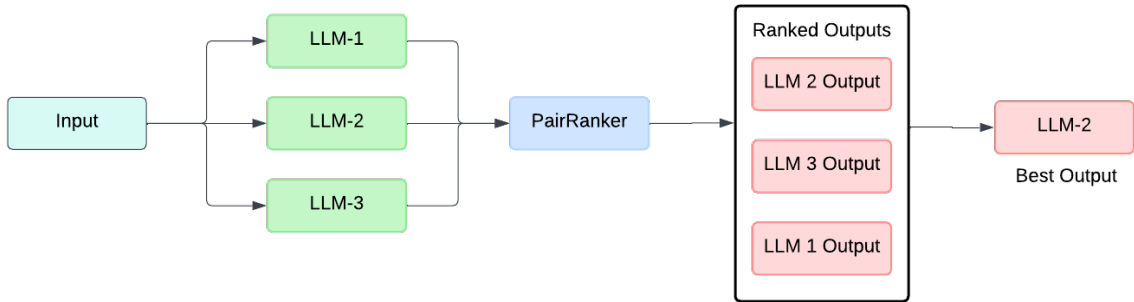 Input
LLM-1
LLM-2
LLM-3
PairRanker
Ranked Outputs
LLM 2 Output
LLM 3 Output
LLM 1 Output
LLM-2
Best Output